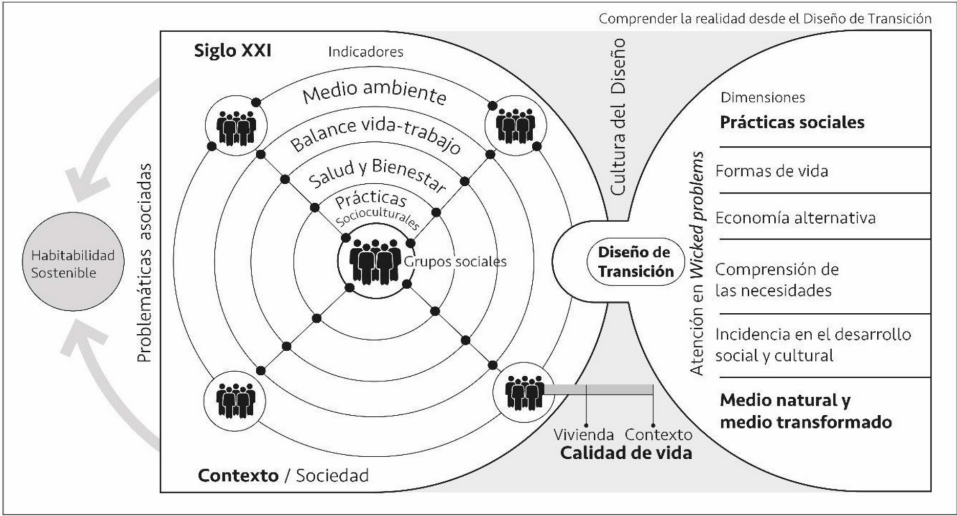 Comprender la realidad desde el Diseño de Transición
Siglo XXI
Indicadores
Medio ambiente
Balance vida-trabajo
Salud y Bienestar
Prácticas
Socioculturales
Grupos sociales
Problemáticas asociadas
Habitabilidad
Sostenible
Contexto / Sociedad
Cultura del Diseño
Diseño de
Transición
Vivienda Contexto
Calidad de vida
Atención en Wicked problems
Dimensiones
Prácticas sociales
Formas de vida
Economía alternativa
Comprensión de
las necesidades
Incidencia en el desarrollo
social y cultural
Medio natural y
medio transformado